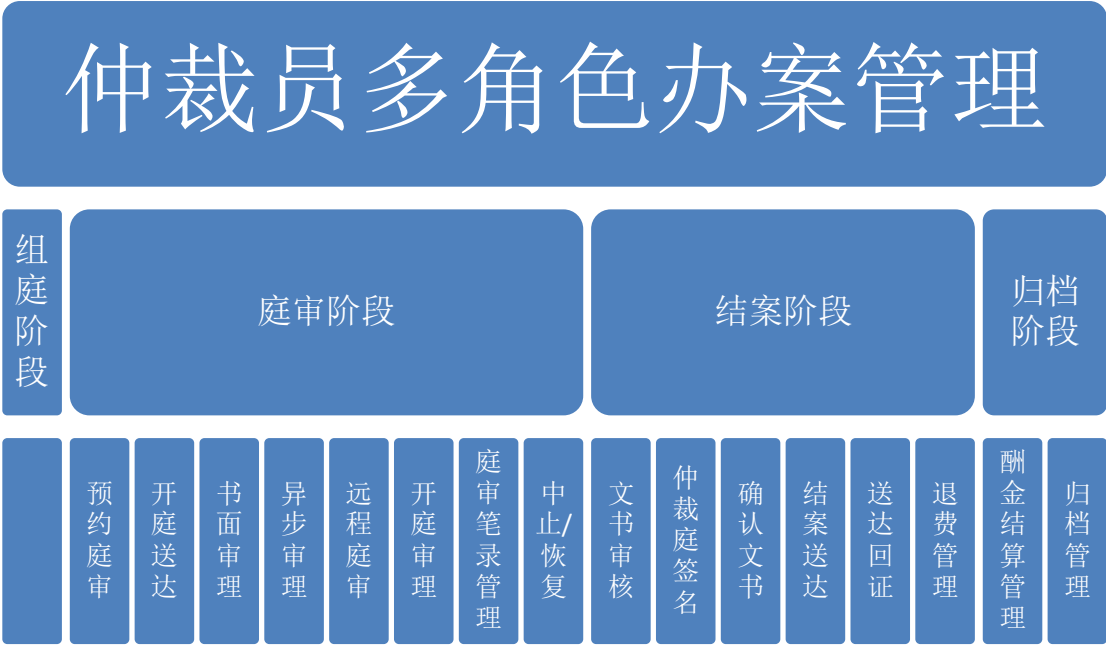 仲裁员多角色办案管理
组庭阶段
庭审阶段
结案阶段
归档
阶段
预约庭审
开庭送达
书面审理
异步审理
远程庭审
开庭审理
庭审笔录管理
中止/恢复
文书审核
仲裁庭签名
确认文书
结案送达
送达回证
退费管理
酬金结算管理
归档管理